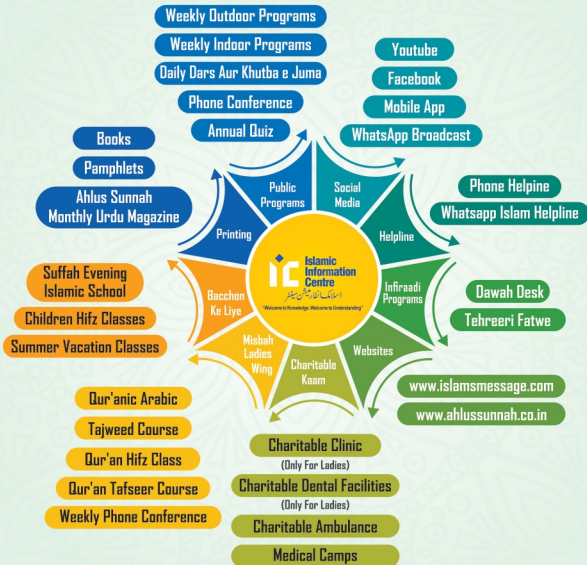 Weekly Outdoor Programs
Weekly Indoor Programs
Daily Dars Aur Khutba e Juma
Phone Conference
Annual Quiz
Youtube
Facebook
Mobile App
WhatsApp Broadcast
Books
Pamphlets
Ahlus Sunnah
Monthly Urdu Magazine
Phone Helpine
Whatsapp Islam Helpline
Public
Programs
Social
Media
Printing
Helpline
Suffah Evening
Islamic School
Children Hifz Classes
Summer Vacation Classes
Bacchon
Ke Liye
ic
Islamic
Information
Centre
اسلامک انفارمیشن سینٹر
"Welcome to Knowledge. Welcome to Understanding"
Infiraadi
Programs
Dawah Desk
Tehreeri Fatwe
Misbah
Ladies
Wing
Charitable
Kaam
Websites
www.islamsmessage.com
www.ahlussunnah.co.in
Qur'anic Arabic
Tajweed Course
Qur'an Hifz Class
Qur'an Tafseer Course
Weekly Phone Conference
Charitable Clinic
(Only For Ladies)
Charitable Dental Facilities
(Only For Ladies)
Charitable Ambulance
Medical Camps